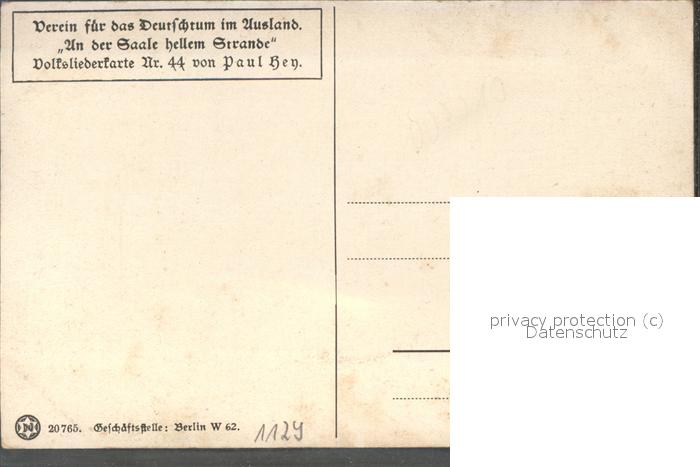 Verein für das Deutschtum im Ausland.
„An der Saale hellem Strande“
Volksliederkarte Nr. 44 von Paul Hey.
privacy protection (c)
Datenschutz
N
20765. Geschäftsstelle: Berlin W 62.
1129